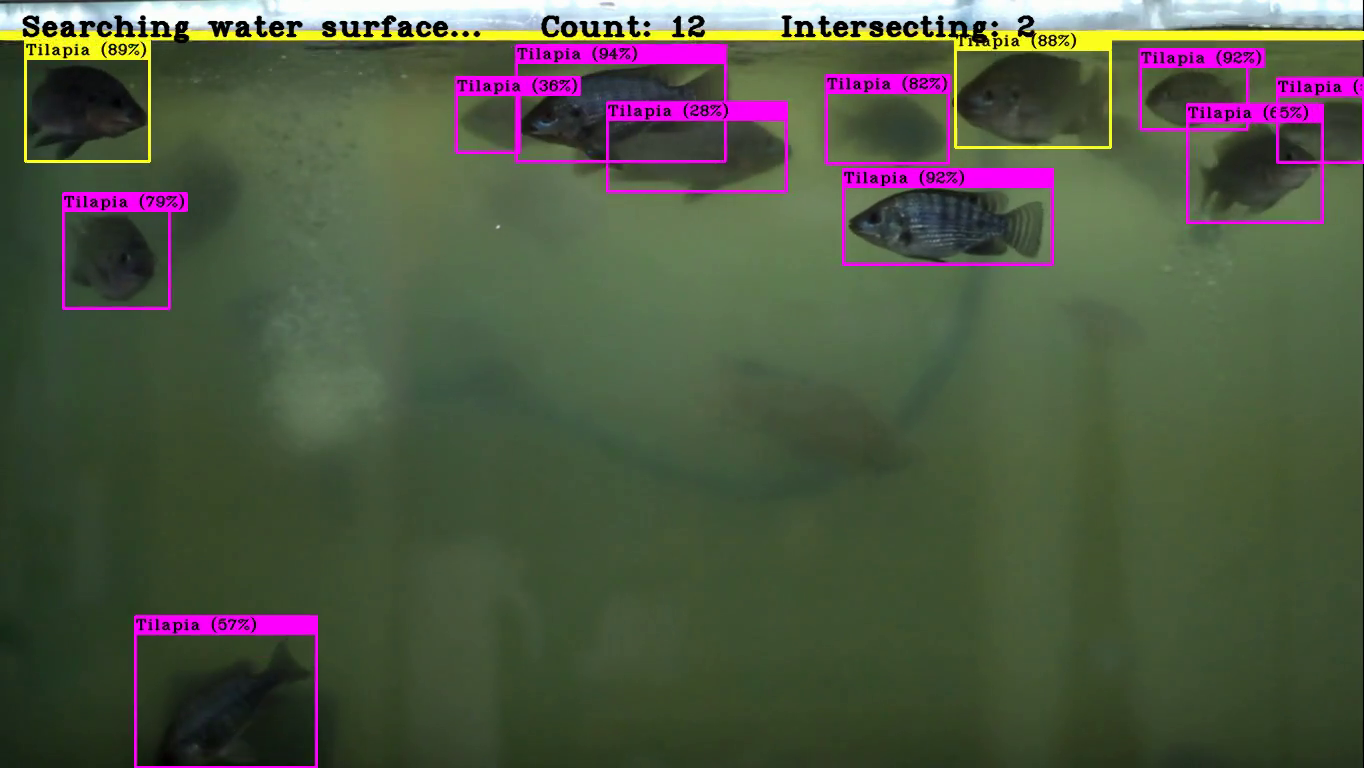 Searching water surface... Count: 12 Intersecting: 2
Tilapia (89%)
Tilapia (94%)
Tilapia (88%)
Tilapia (92%)
Tilapia (36%)
Tilapia (82%)
Tilapia
Tilapia (28%)
Tilapia (65%)
Tilapia (92%)
Tilapia (79%)
Tilapia (57%)